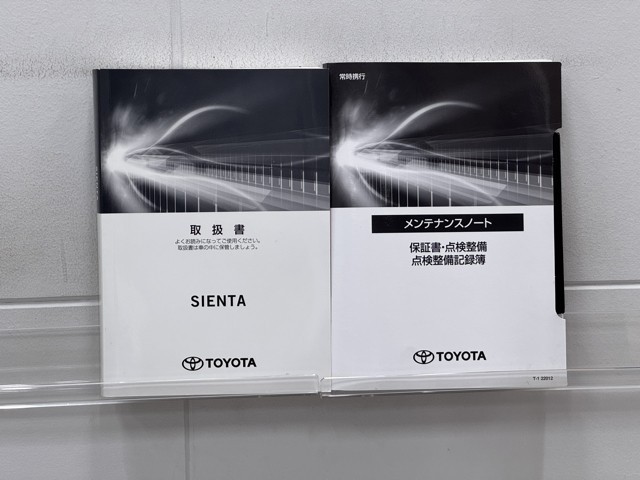 取扱書
よくお読みになってご使用ください。
取扱書は車の中に保管しましょう。
SIENTA
TOYOTA
常時携行
メンテナンスノート
保証書・点検整備
点検整備記録簿
TOYOTA